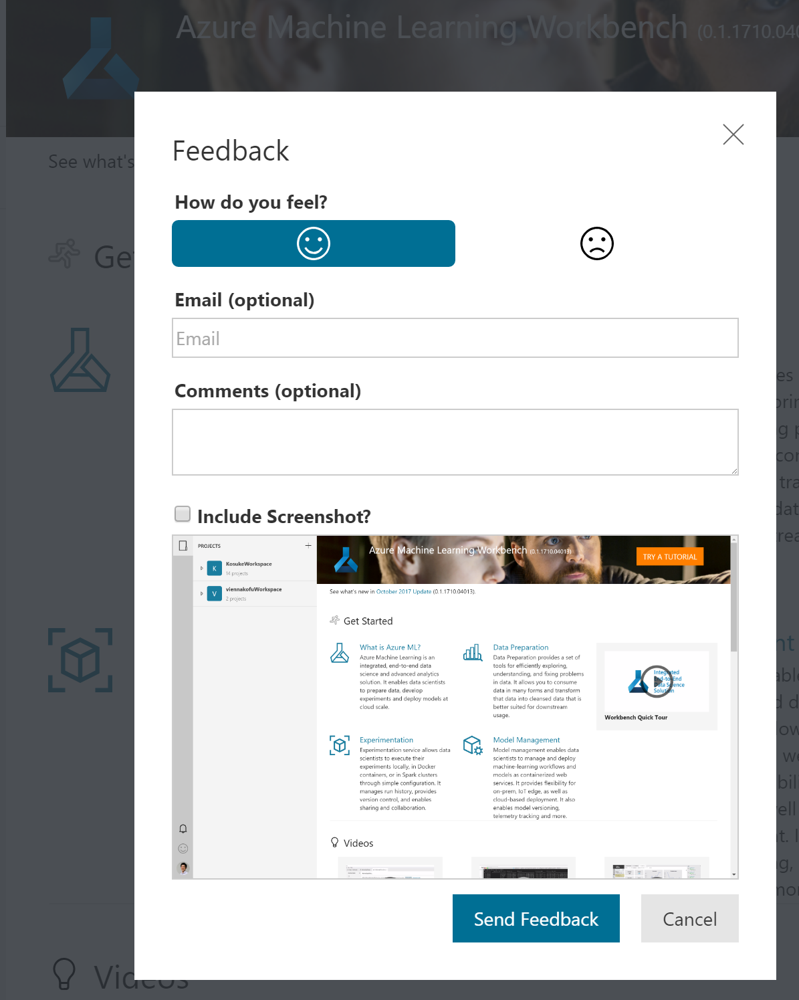 Azure Machine Learning Workbench (0.1.1710.040
See what's
Get
Feedback
How do you feel?
Email (optional)
Email
Comments (optional)
Include Screenshot?
PROJECTS
K KosukeWorkspace
14 projects
V viennakofuWorkspace
2 projects
Azure Machine Learning Workbench (0.1.1710.04013)
TRY A TUTORIAL
See what's new in October 2017 Update (0.1.1710.04013).
Get Started
What is Azure ML?
Azure Machine Learning is an
integrated, end-to-end data
science and advanced analytics
solution. It enables data scientists
to prepare data, develop
experiments and deploy models at
cloud scale.
Data Preparation
Data Preparation provides a set of
tools for efficiently exploring,
understanding, and fixing problems
in data. It allows you to consume
data in many forms and transform
that data into cleansed data that is
better suited for downstream
usage.
Integrated
End-to-End
Data Science
Solution
Workbench Quick Tour
Experimentation
Experimentation service allows data
scientists to execute their
experiments locally, in Docker
containers, or in Spark clusters
through simple configuration. It
manages run history, provides
version control, and enables
sharing and collaboration.
Model Management
Model management enables data
scientists to manage and deploy
machine-learning workflows and
models as containerized web
services. It provides flexibility for
on-prem, IoT edge, as well as
cloud-based deployment. It also
enables model versioning,
telemetry tracking and more.
Videos
Send Feedback
Cancel
Videos